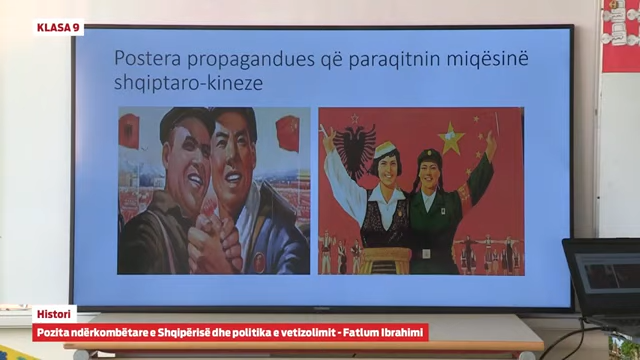 KLASA 9
Postera propagandues që paraqitnin miqësinë
shqiptaro-kineze
Histori
Pozita ndërkombëtare e Shqipërisë dhe politika e vetizolimit - Fatlum Ibrahimi